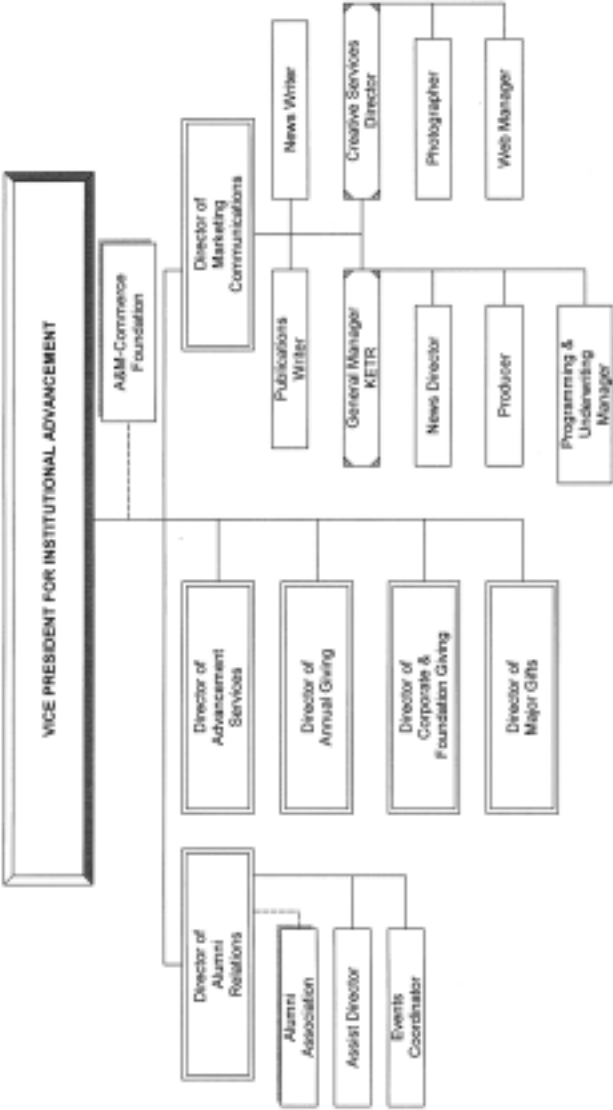 VICE PRESIDENT FOR INSTITUTIONAL ADVANCEMENT
A&M-Commerce
Foundation
Director of
Alumni
Relations
Alumni
Association
Assist Director
Events
Coordinator
Director of
Advancement
Services
Director of
Annual Giving
Director of
Corporate &
Foundation Giving
Director of
Major Gifts
Director of
Marketing
Communications
Publications
Writer
News Writer
General Manager
KETR
News Director
Producer
Programming &
Underwriting
Manager
Creative Services
Director
Photographer
Web Manager